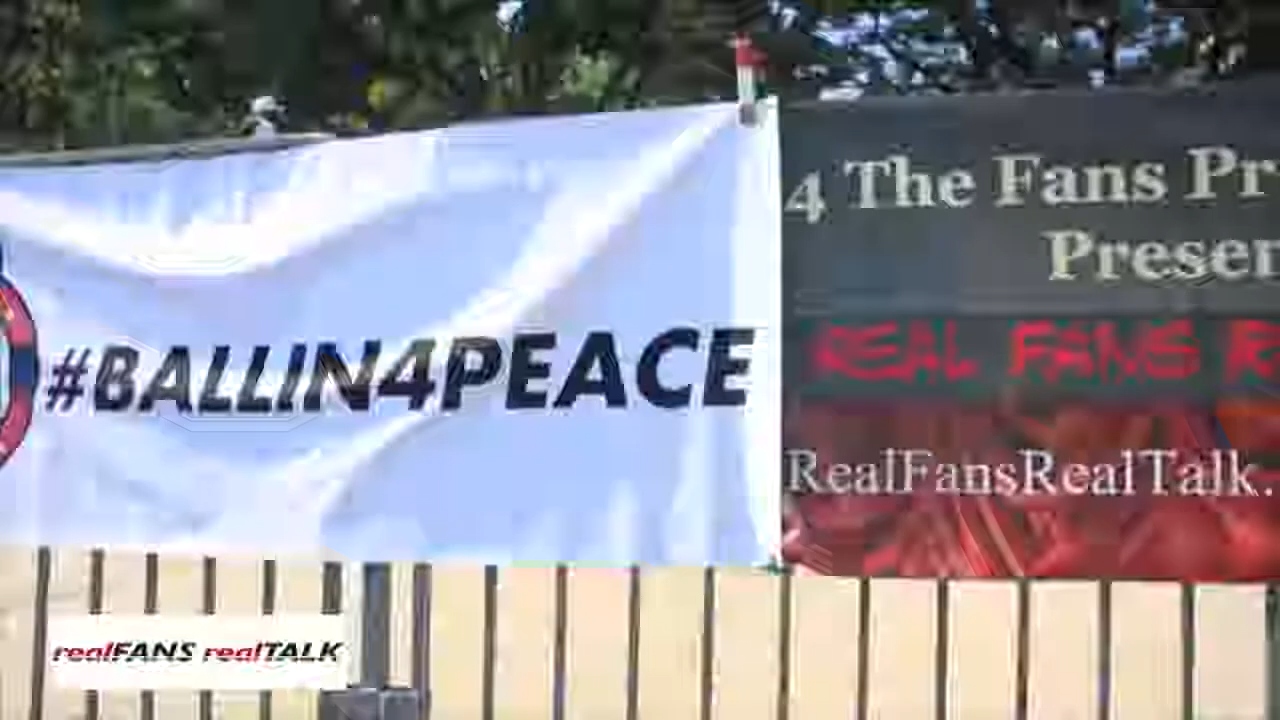 #BALLIN4PEACE
4 The Fans Pr
Presen
REAL FANS R
RealFansRealTalk.
realFANS realTALK